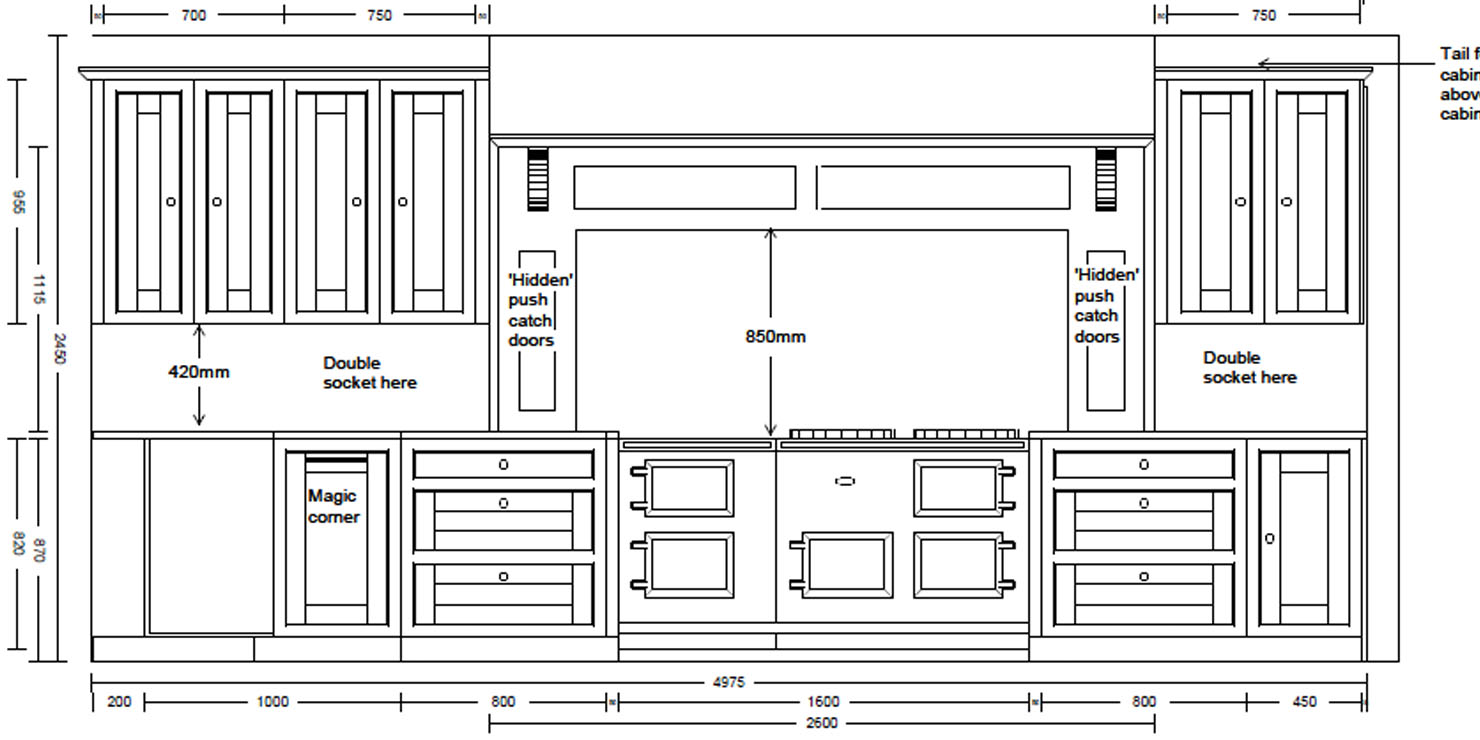 700
750
750
Tail f
cabin
above
cabin
955
1115
2450
'Hidden'
push
catch
doors
'Hidden'
push
catch
doors
850mm
420mm
Double
socket here
Double
socket here
Magic
corner
820
870
4975
200
1000
800
1600
800
450
2600